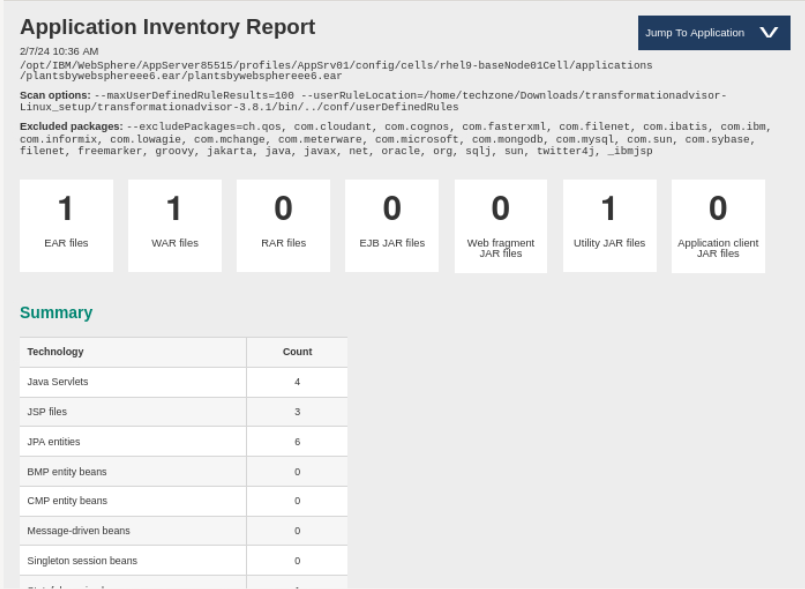 Application Inventory Report
Jump To Application
2/7/24 10:36 AM
/opt/IBM/WebSphere/AppServer85515/profiles/AppSrv01/config/cells/rhel9-baseNode01Cell/applications
/plantsbywebsphereee6.ear/plantsbywebsphereee6.ear
Scan options: --maxUserDefinedRuleResults=100 --userRuleLocation=/home/techzone/Downloads/transformationadvisor-
Linux_setup/transformationadvisor-3.8.1/bin/../conf/userDefinedRules
Excluded packages: --excludePackages=ch.qos, com.cloudant, com.cognos, com.fasterxml, com.filenet, com.ibatis, com.ibm,
com.informix, com.lowagie, com.mchange, com.meterware, com.microsoft, com.mongodb, com.mysql, com.sun, com.sybase,
filenet, freemarker, groovy, jakarta, java, javax, net, oracle, org, sqlj, sun, twitter4j, _ibmjsp
1
EAR files
1
WAR files
0
RAR files
0
EJB JAR files
0
Web fragment
JAR files
1
Utility JAR files
0
Application client
JAR files
Summary
Technology Count
Java Servlets 4
JSP files 3
JPA entities 6
BMP entity beans 0
CMP entity beans 0
Message-driven beans 0
Singleton session beans 0